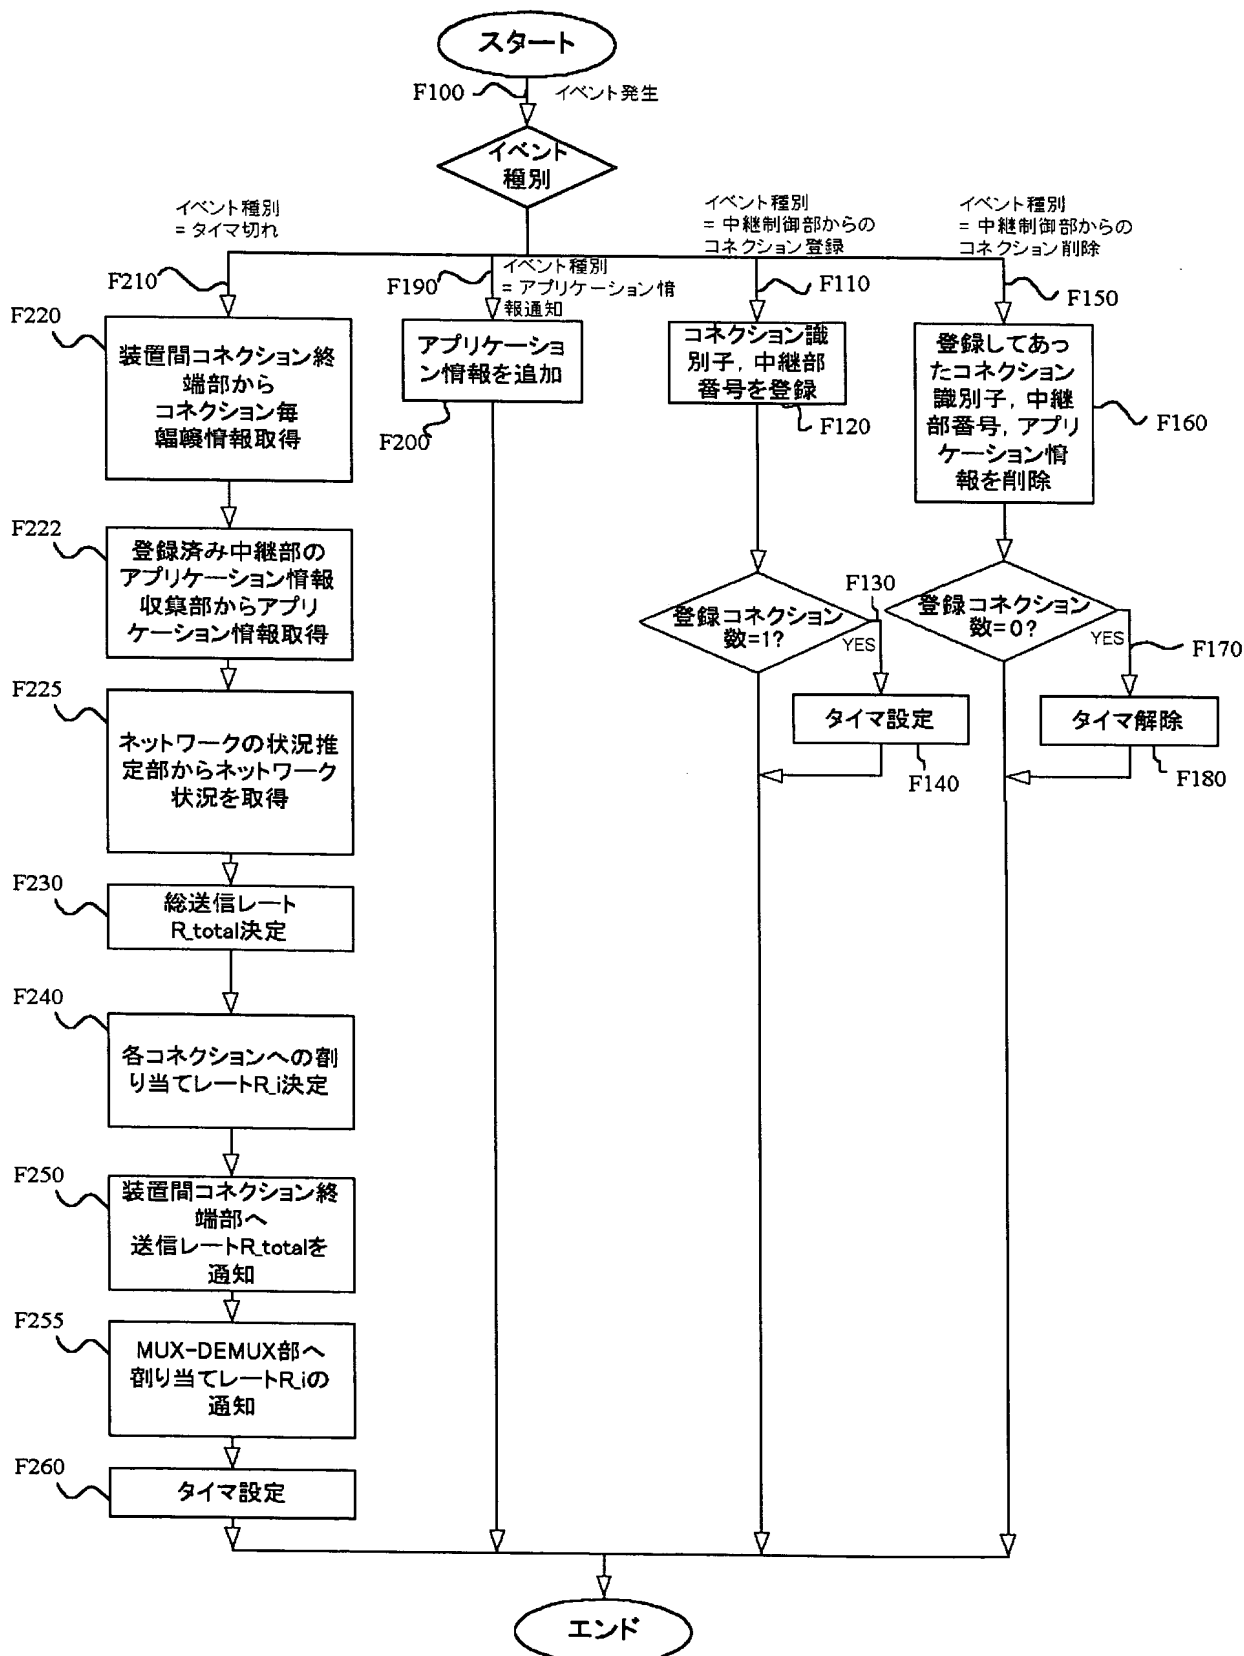 スタート
F100
イベント発生
イベント
種別
イベント種別
= タイマ切れ
イベント種別
= 中継制御部からの
コネクション登録
イベント種別
= 中継制御部からの
コネクション削除
F210
F190
イベント種別
= アプリケーション情
報通知
F110
F150
F220
装置間コネクション終
端部から
コネクション毎
輻輳情報取得
アプリケーショ
ン情報を追加
F200
コネクション識
別子, 中継部
番号を登録
F120
登録してあっ
たコネクション
識別子, 中継
部番号, アプリ
ケーション情
報を削除
F160
F222
登録済み中継部の
アプリケーション情報
収集部からアプリ
ケーション情報取得
登録コネクション
数=1?
F130
YES
登録コネクション
数=0?
YES
F170
F225
ネットワークの状況推
定部からネットワーク
状況を取得
タイマ設定
F140
タイマ解除
F180
F230
総送信レート
R_total決定
F240
各コネクションへの割
り当てレートR_i決定
F250
装置間コネクション終
端部へ
送信レートR_totalを
通知
F255
MUX-DEMUX部へ
割り当てレートR_iの
通知
F260
タイマ設定
エンド